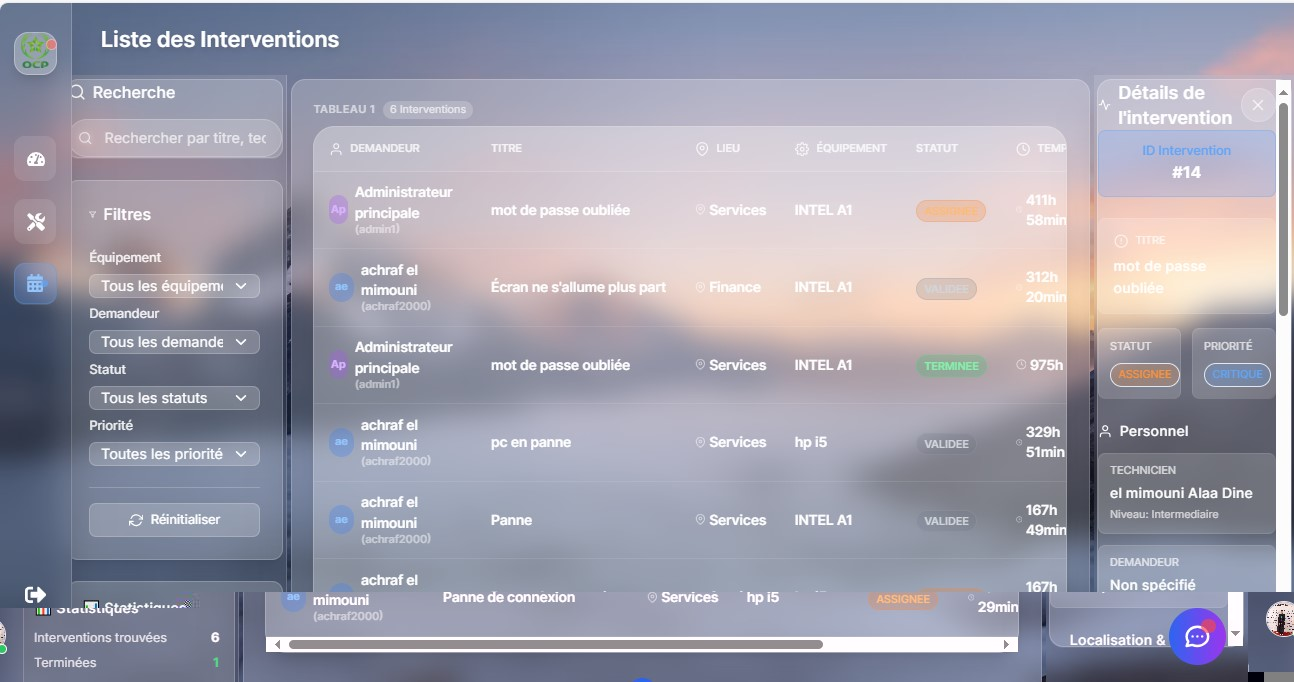 Liste des Interventions
OCP
Recherche
Rechercher par titre, tec
Filtres
Équipement
Tous les équipeme
Demandeur
Tous les demande
Statut
Tous les statuts
Priorité
Toutes les priorité
Réinitialiser
Statistiques
Statistiques
Interventions trouvées 6
Terminées 1
TABLEAU 1 6 Interventions
DEMANDEUR TITRE LIEU ÉQUIPEMENT STATUT TEMP
Ap Administrateur principale (admin1) mot de passe oubliée Services INTEL A1 ASSIGNEE 411h 58min
ae achraf el mimouni (achraf2000) Écran ne s'allume plus part Finance INTEL A1 VALIDEE 312h 20min
Ap Administrateur principale (admin1) mot de passe oubliée Services INTEL A1 TERMINEE 975h
ae achraf el mimouni (achraf2000) pc en panne Services hp i5 VALIDEE 329h 51min
ae achraf el mimouni (achraf2000) Panne Services INTEL A1 VALIDEE 167h 49min
ae achraf el mimouni (achraf2000) Panne de connexion Services hp i5 ASSIGNEE 167h 29min
Détails de
l'intervention
ID Intervention
#14
TITRE
mot de passe
oubliée
STATUT PRIORITÉ
ASSIGNEE CRITIQUE
Personnel
TECHNICIEN
el mimouni Alaa Dine
Niveau: Intermediaire
DEMANDEUR
Non spécifié
Localisation &